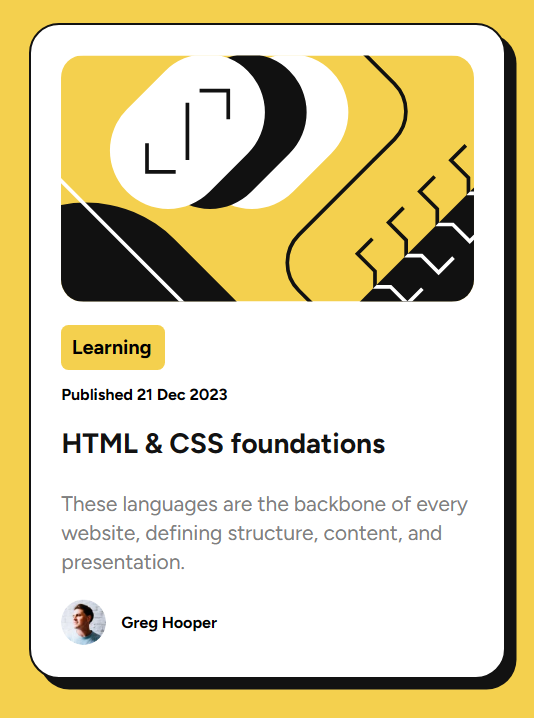 Learning
Published 21 Dec 2023
HTML & CSS foundations
These languages are the backbone of every
website, defining structure, content, and
presentation.
Greg Hooper